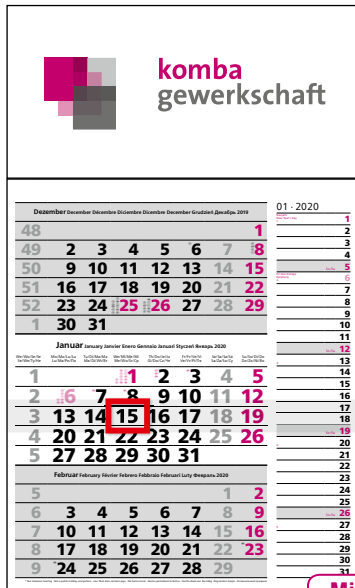 komba
gewerkschaft
Dezember December Décembre Diciembre Dicembre December Grudzień Декабрь 2019
48 1
49 2 3 4 5 6 7 8
50 9 10 11 12 13 14 15
51 16 17 18 19 20 21 22
52 23 24 25 26 27 28 29
1 30 31
Januar January Janvier Enero Gennaio Januari Styczeń Январь 2020
1 1 2 3 4 5
2 6 7 8 9 10 11 12
3 13 14 15 16 17 18 19
4 20 21 22 23 24 25 26
5 27 28 29 30 31
Februar February Février Febrero Febbraio Februari Luty Февраль 2020
5 1 2
6 3 4 5 6 7 8 9
7 10 11 12 13 14 15 16
8 17 18 19 20 21 22 23
9 24 25 26 27 28 29
01 · 2020
1
2
3
4
5
6
7
8
9
10
11
12
13
14
15
16
17
18
19
20
21
22
23
24
25
26
27
28
29
30
31